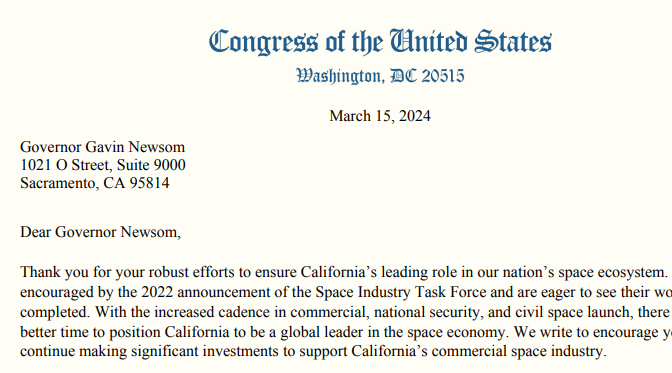 Congress of the United States
Washington, DC 20515
March 15, 2024
Governor Gavin Newsom
1021 O Street, Suite 9000
Sacramento, CA 95814
Dear Governor Newsom,
Thank you for your robust efforts to ensure California’s leading role in our nation’s space ecosystem.
encouraged by the 2022 announcement of the Space Industry Task Force and are eager to see their wo
completed. With the increased cadence in commercial, national security, and civil space launch, there
better time to position California to be a global leader in the space economy. We write to encourage y
continue making significant investments to support California’s commercial space industry.